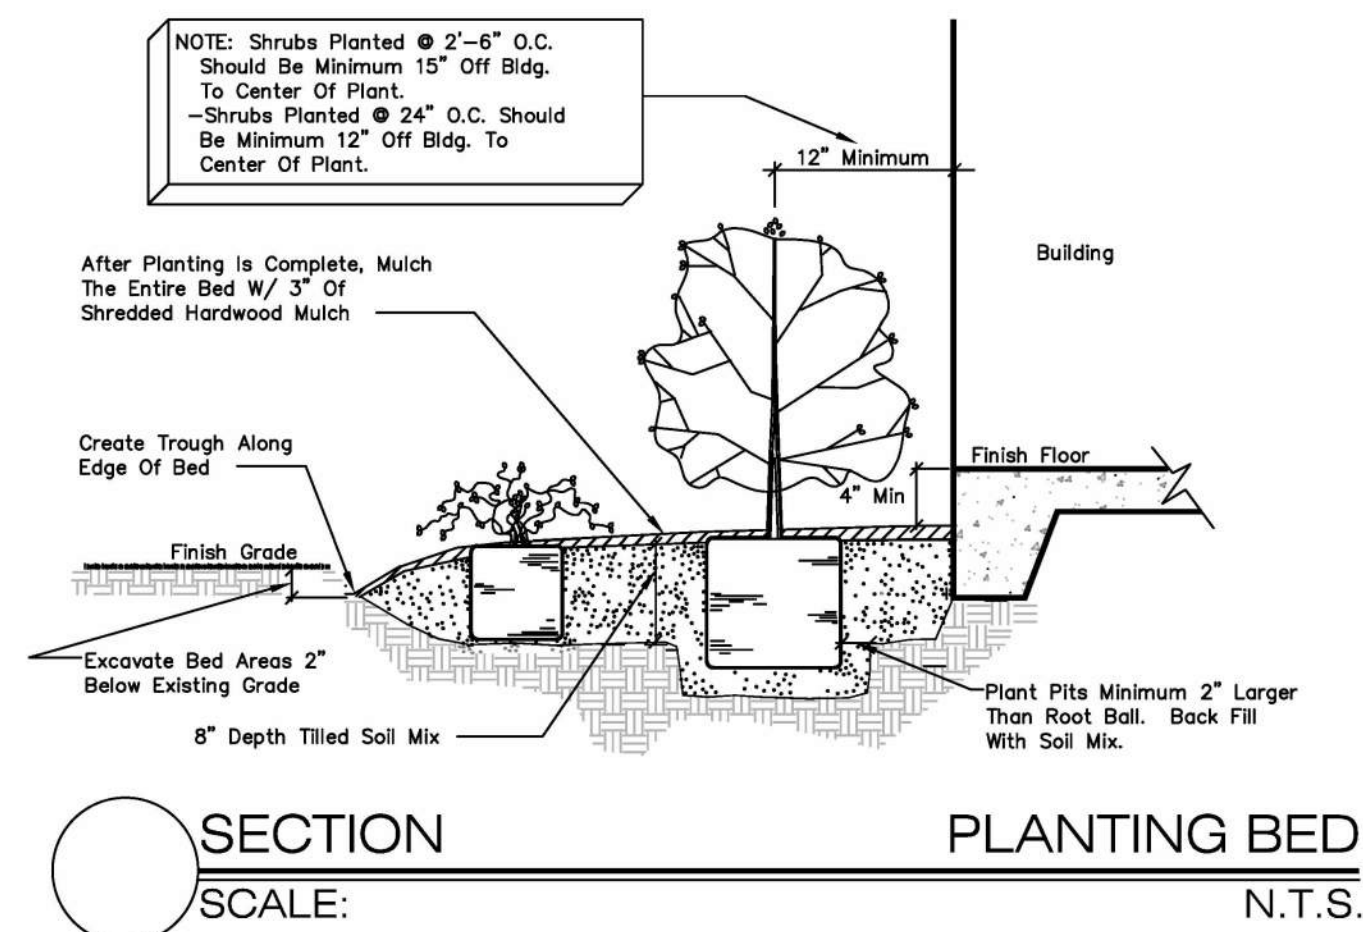 NOTE: Shrubs Planted @ 2'-6" O.C.
Should Be Minimum 15" Off Bldg.
To Center Of Plant.
-Shrubs Planted @ 24" O.C. Should
Be Minimum 12" Off Bldg. To
Center Of Plant.
12" Minimum
Building
After Planting Is Complete, Mulch
The Entire Bed W/ 3" Of
Shredded Hardwood Mulch
Create Trough Along
Edge Of Bed
Finish Floor
4" Min
Finish Grade
Excavate Bed Areas 2"
Below Existing Grade
8" Depth Tilled Soil Mix
Plant Pits Minimum 2" Larger
Than Root Ball. Back Fill
With Soil Mix.
SECTION
PLANTING BED
SCALE:
N.T.S.